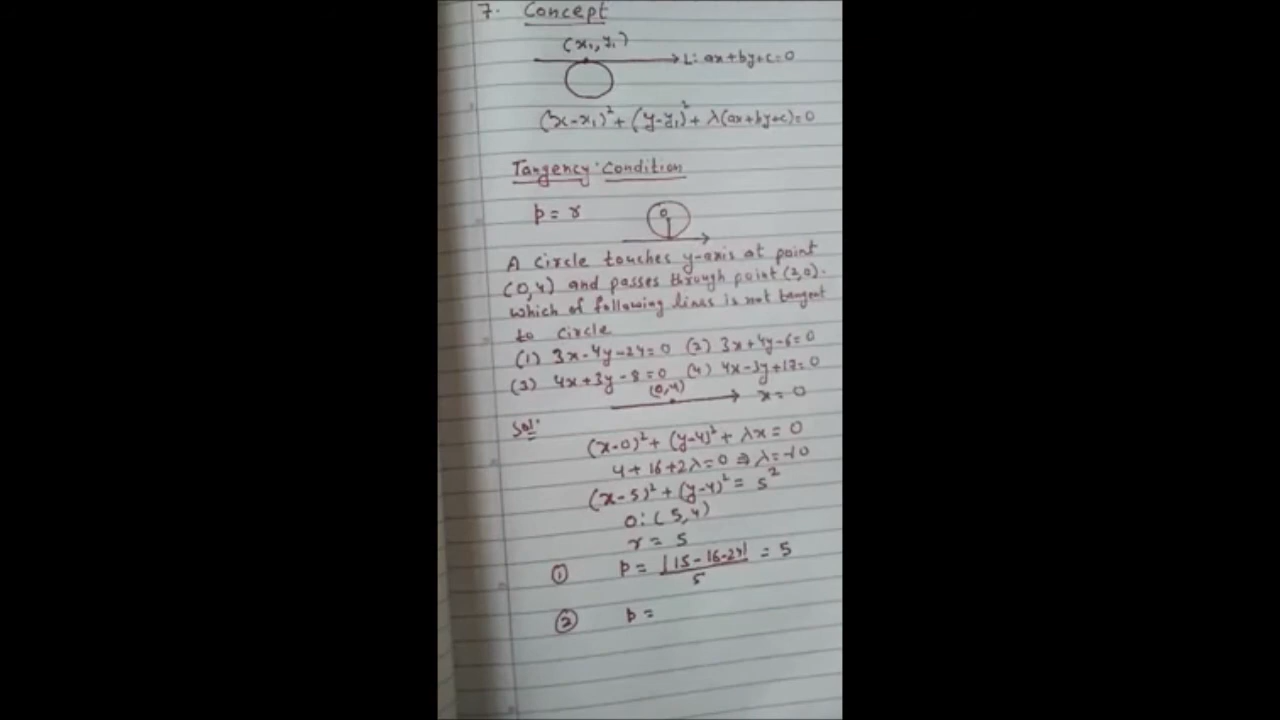 7. Concept
(x₁, y₁)
L: ax+by+c=0
(x-x₁)² + (y-y₁)² + λ(ax+by+c)=0
Tangency Condition
p = r
O
A circle touches y-axis at point
(0,4) and passes through point (2,0).
which of following lines is not tangent
to circle
(1) 3x-4y-24=0 (2) 3x+4y-6=0
(3) 4x+3y-8=0 (4) 4x-3y+17=0
(0,4)
x=0
Sol:
(x-0)² + (y-4)² + λx = 0
4+16+2λ=0 ⇒ λ=-10
(x-5)² + (y-4)² = 5²
O: (5,4)
r = 5
① p = |15-16-24|/5 = 5
② p =